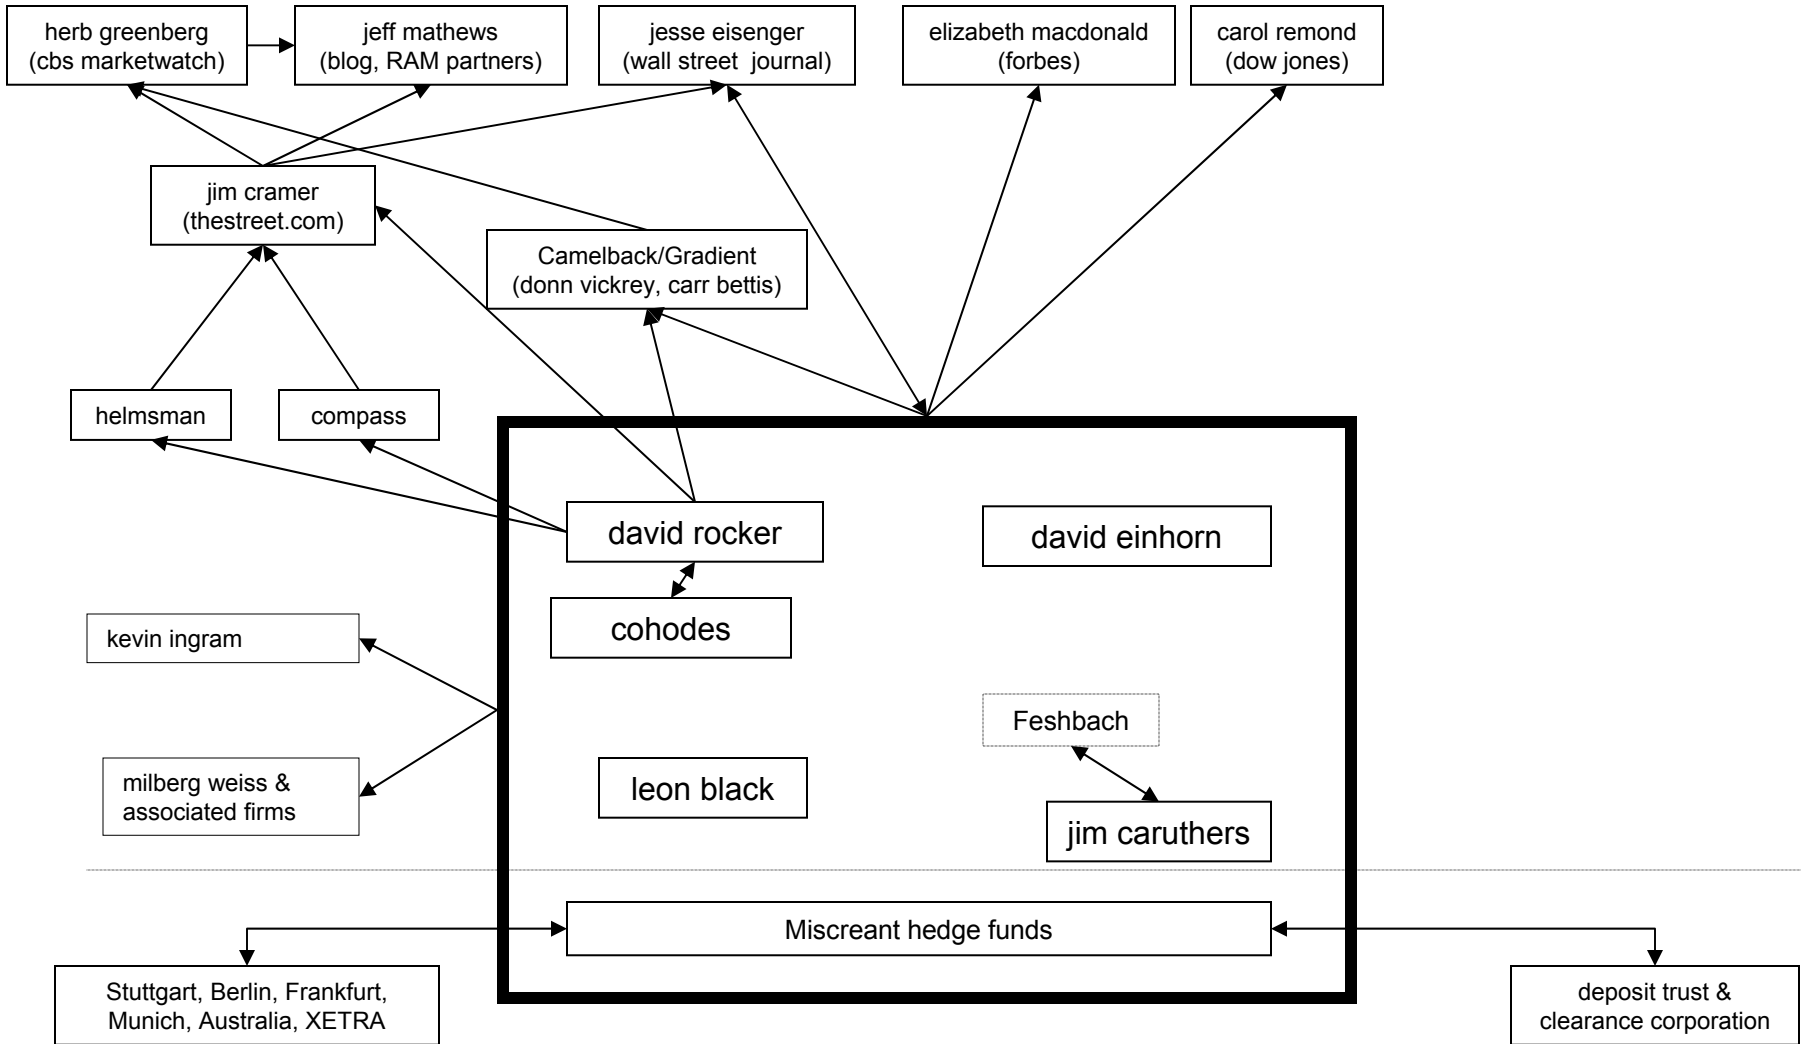 herb greenberg
(cbs marketwatch)
jeff mathews
(blog, RAM partners)
jesse eisenger
(wall street journal)
elizabeth macdonald
(forbes)
carol remond
(dow jones)
jim cramer
(thestreet.com)
Camelback/Gradient
(donn vickrey, carr bettis)
helmsman
compass
david rocker
david einhorn
cohodes
kevin ingram
Feshbach
milberg weiss &
associated firms
leon black
jim caruthers
Miscreant hedge funds
Stuttgart, Berlin, Frankfurt,
Munich, Australia, XETRA
deposit trust &
clearance corporation